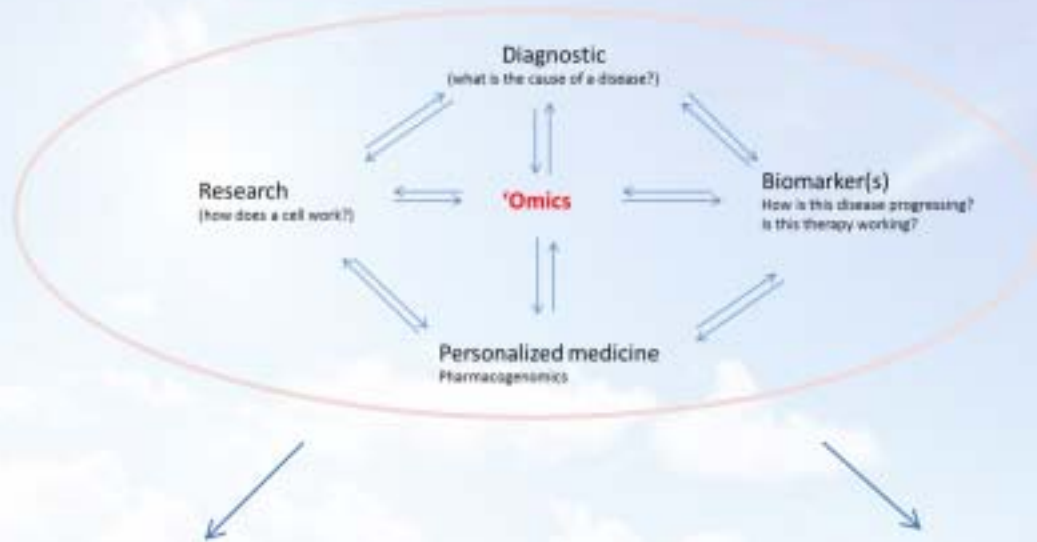 Diagnostic
(what is the cause of a disease?)
Research
(how does a cell work?)
'Omics
Biomarker(s)
How is this disease progressing?
Is this therapy working?
Personalized medicine
Pharmacogenomics